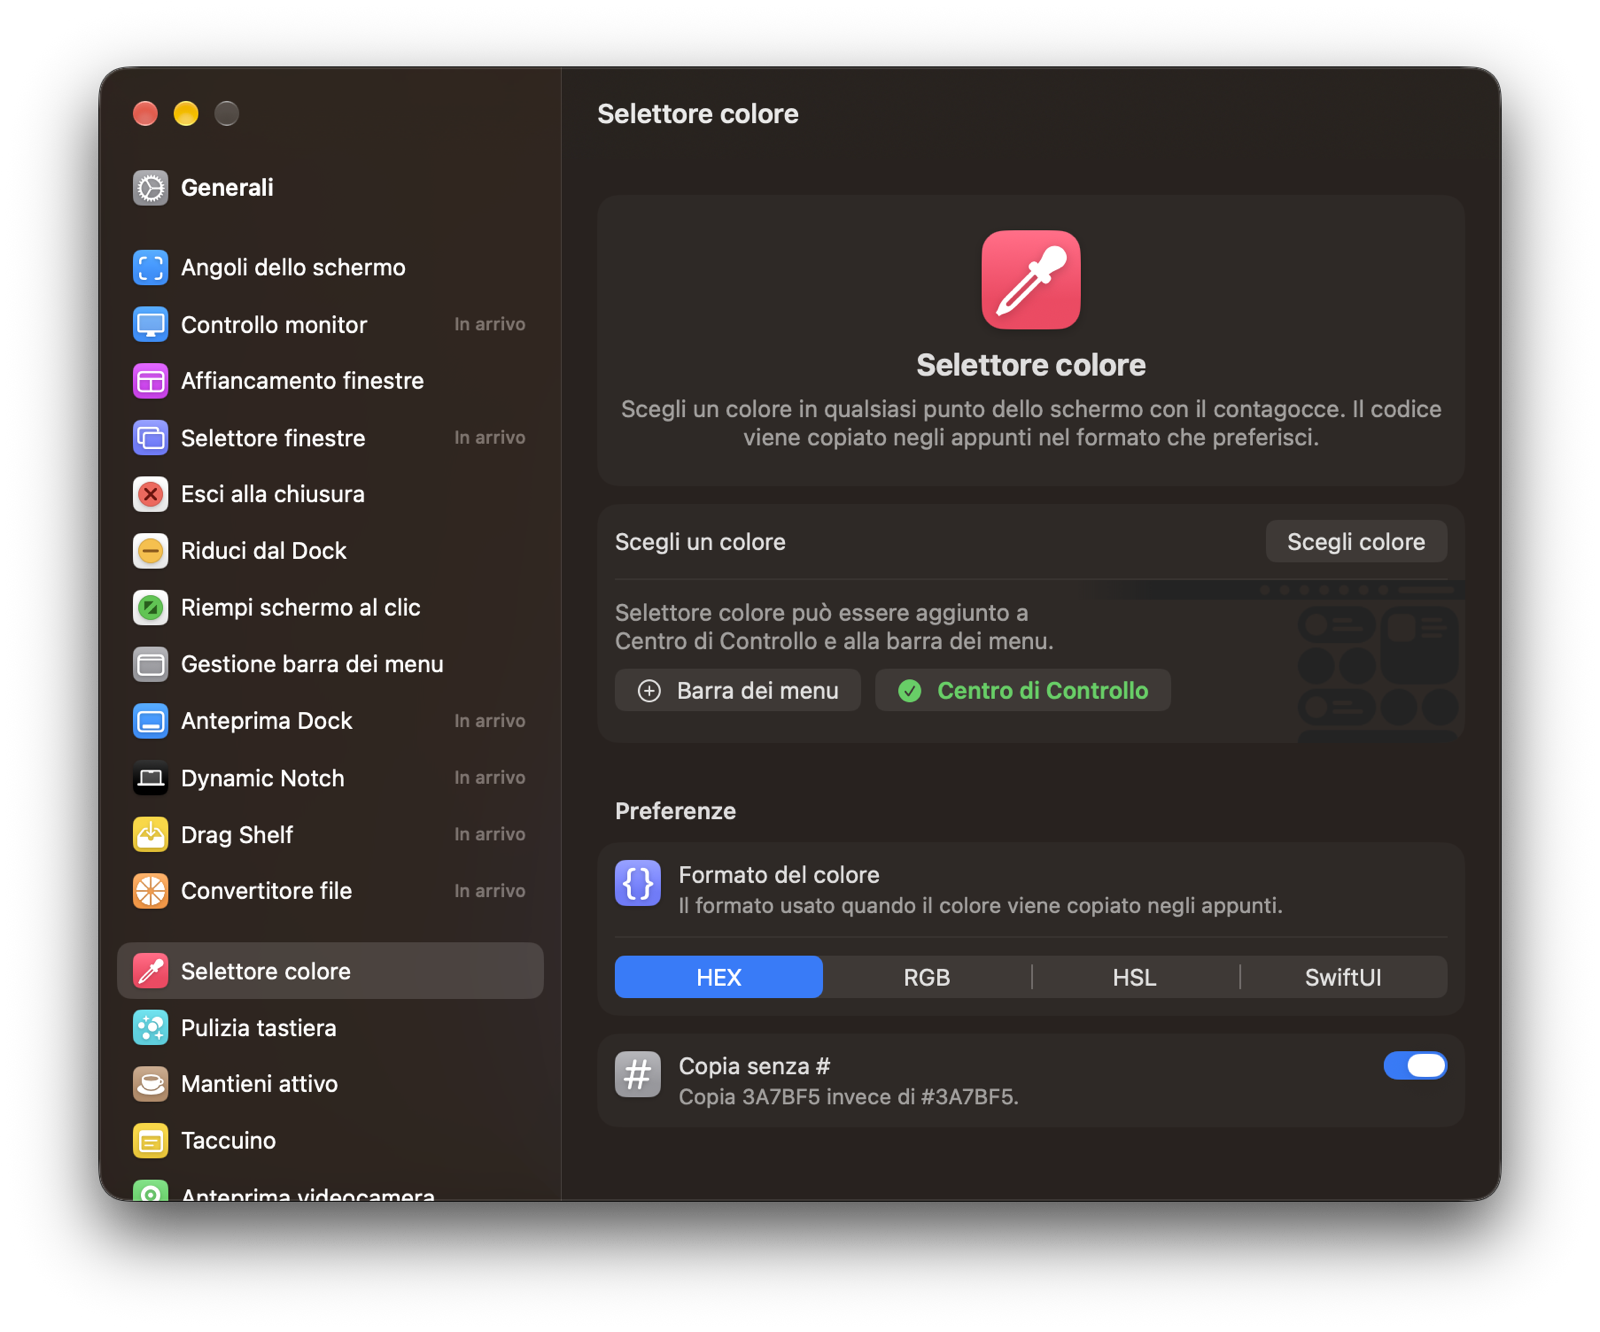 Selettore colore
Generali
Angoli dello schermo
Controllo monitor In arrivo
Affiancamento finestre
Selettore finestre In arrivo
Esci alla chiusura
Riduci dal Dock
Riempi schermo al clic
Gestione barra dei menu
Anteprima Dock In arrivo
Dynamic Notch In arrivo
Drag Shelf In arrivo
Convertitore file In arrivo
Selettore colore
Pulizia tastiera
Mantieni attivo
Taccuino
Anteprima videocamera
Selettore colore
Scegli un colore in qualsiasi punto dello schermo con il contagocce. Il codice
viene copiato negli appunti nel formato che preferisci.
Scegli un colore
Scegli colore
Selettore colore può essere aggiunto a
Centro di Controllo e alla barra dei menu.
Barra dei menu
Centro di Controllo
Preferenze
{} Formato del colore
Il formato usato quando il colore viene copiato negli appunti.
HEX RGB HSL SwiftUI
# Copia senza #
Copia 3A7BF5 invece di #3A7BF5.